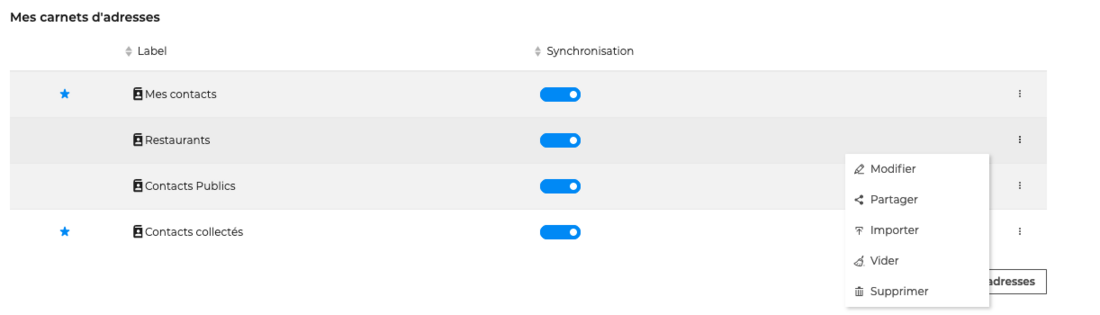 Mes carnets d'adresses
Label Synchronisation
Mes contacts
Restaurants
Modifier
Contacts Publics
Partager
Importer
Contacts collectés
Vider
adresses
Supprimer